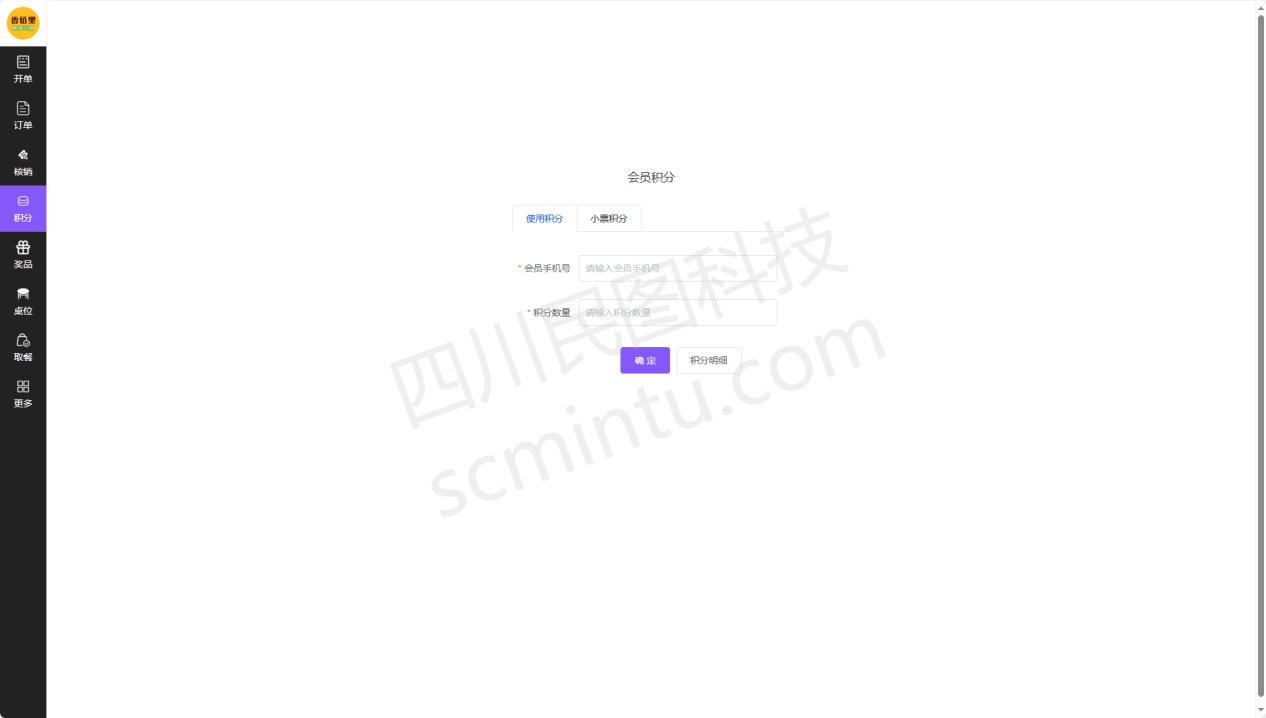 香佰里
开单
订单
核销
积分
奖品
桌位
取餐
更多
会员积分
使用积分 小票积分
* 会员手机号 请输入会员手机号
* 积分数量 请输入积分数量
确 定 积分明细
四川民图科技
scmintu.com